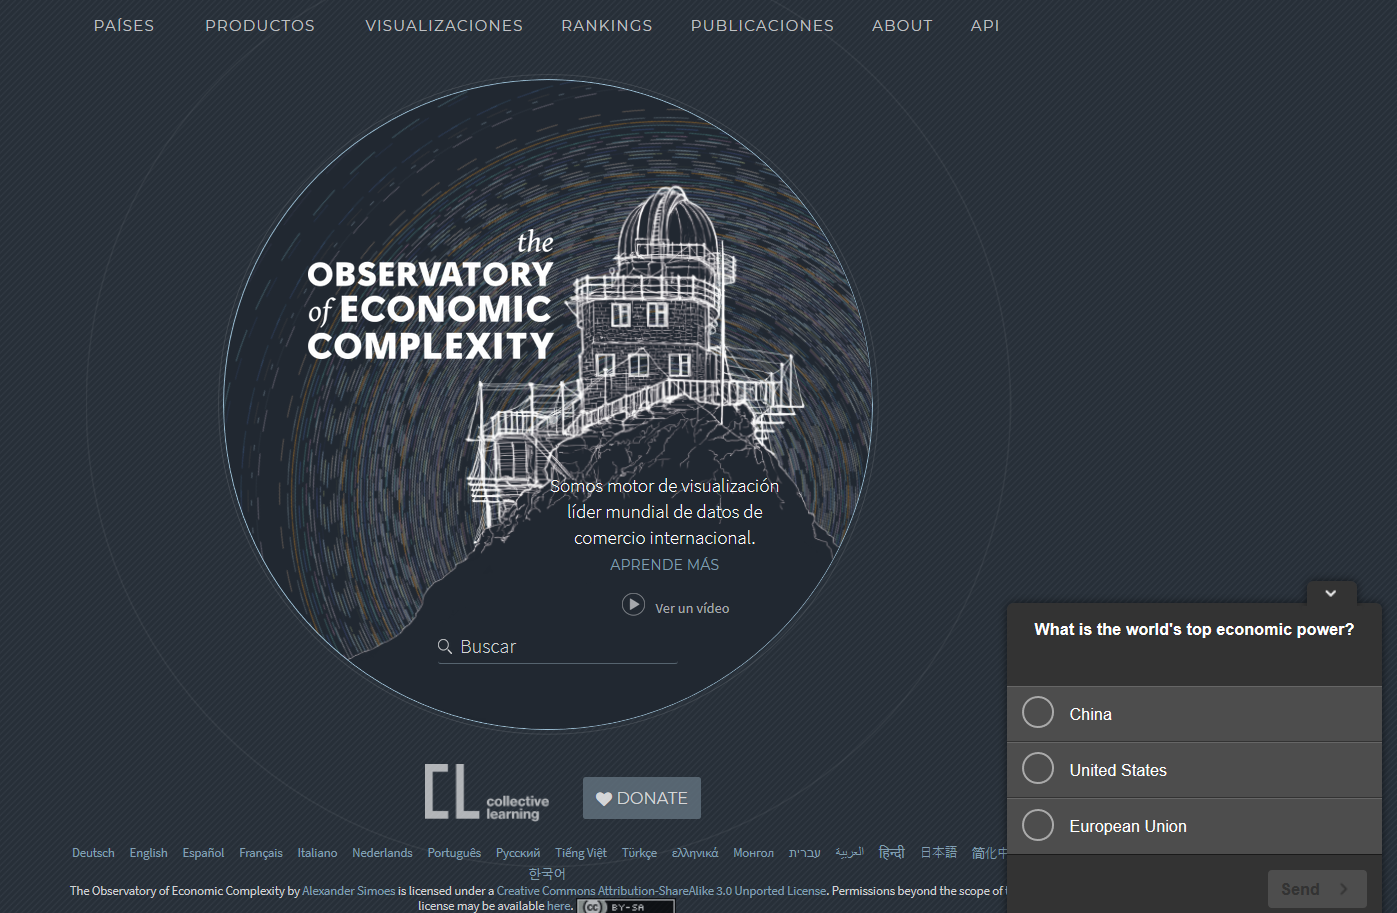 PAÍSES PRODUCTOS VISUALIZACIONES RANKINGS PUBLICACIONES ABOUT API
the
OBSERVATORY
of ECONOMIC
COMPLEXITY
Somos motor de visualización
líder mundial de datos de
comercio internacional.
APRENDE MÁS
Ver un vídeo
Buscar
What is the world's top economic power?
China
United States
European Union
Send
CL collective
learning
DONATE
Deutsch English Español Français Italiano Nederlands Português Русский Tiếng Việt Türkçe ελληνικά Монгол עברית العربية हिन्दी 日本語 简化中
한국어
The Observatory of Economic Complexity by Alexander Simoes is licensed under a Creative Commons Attribution-ShareAlike 3.0 Unported License. Permissions beyond the scope of
license may be available here. cc BY-SA